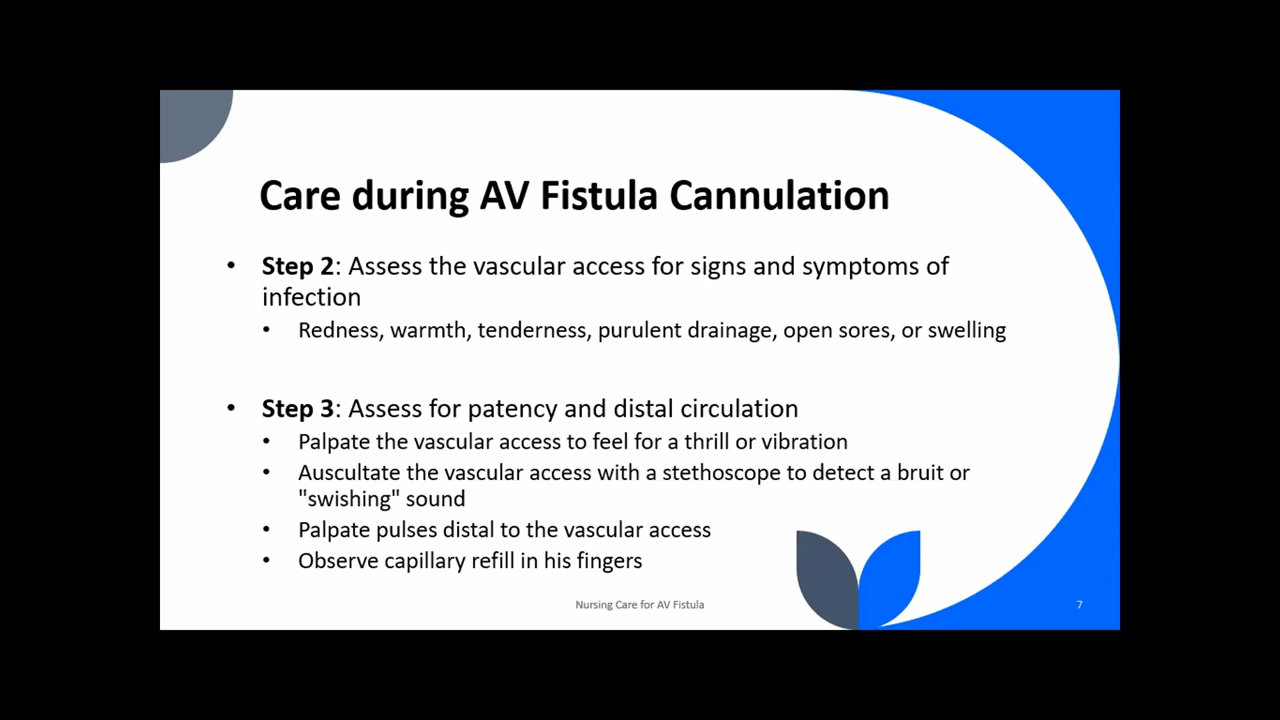 Care during AV Fistula Cannulation
• Step 2: Assess the vascular access for signs and symptoms of
infection
• Redness, warmth, tenderness, purulent drainage, open sores, or swelling
• Step 3: Assess for patency and distal circulation
• Palpate the vascular access to feel for a thrill or vibration
• Auscultate the vascular access with a stethoscope to detect a bruit or
"swishing" sound
• Palpate pulses distal to the vascular access
• Observe capillary refill in his fingers
Nursing Care for AV Fistula
7